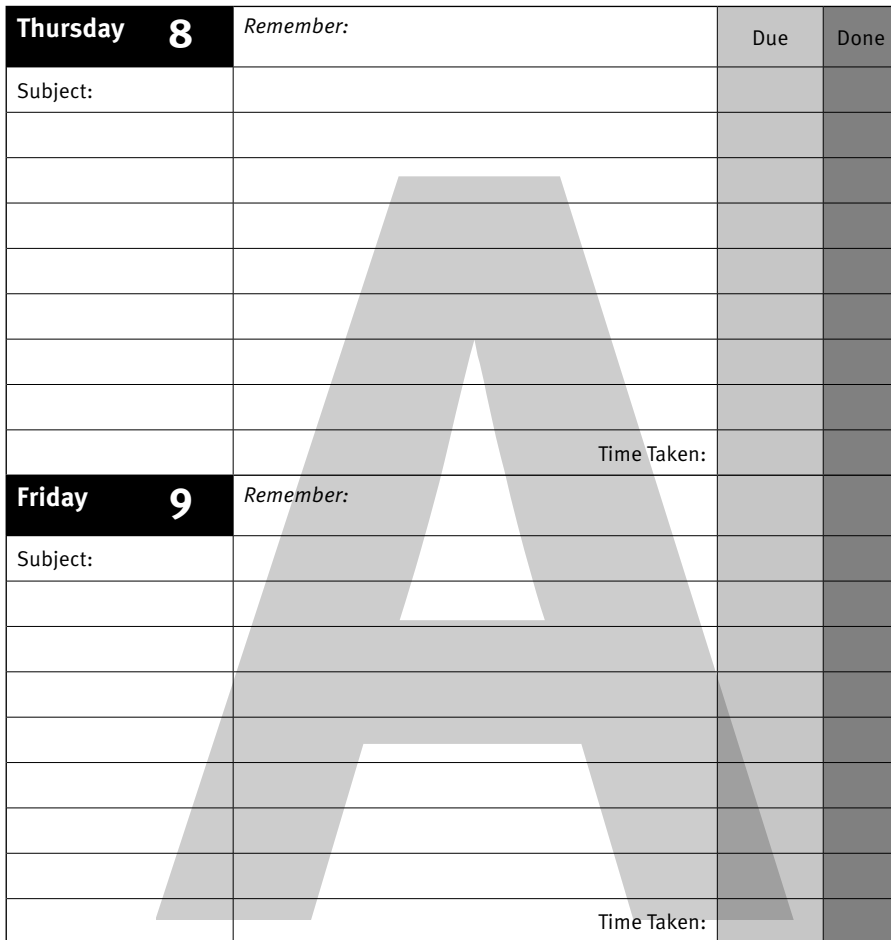 Thursday 8 Remember: Due Done
Subject:
Time Taken:
Friday 9 Remember:
Subject:
Time Taken:
A